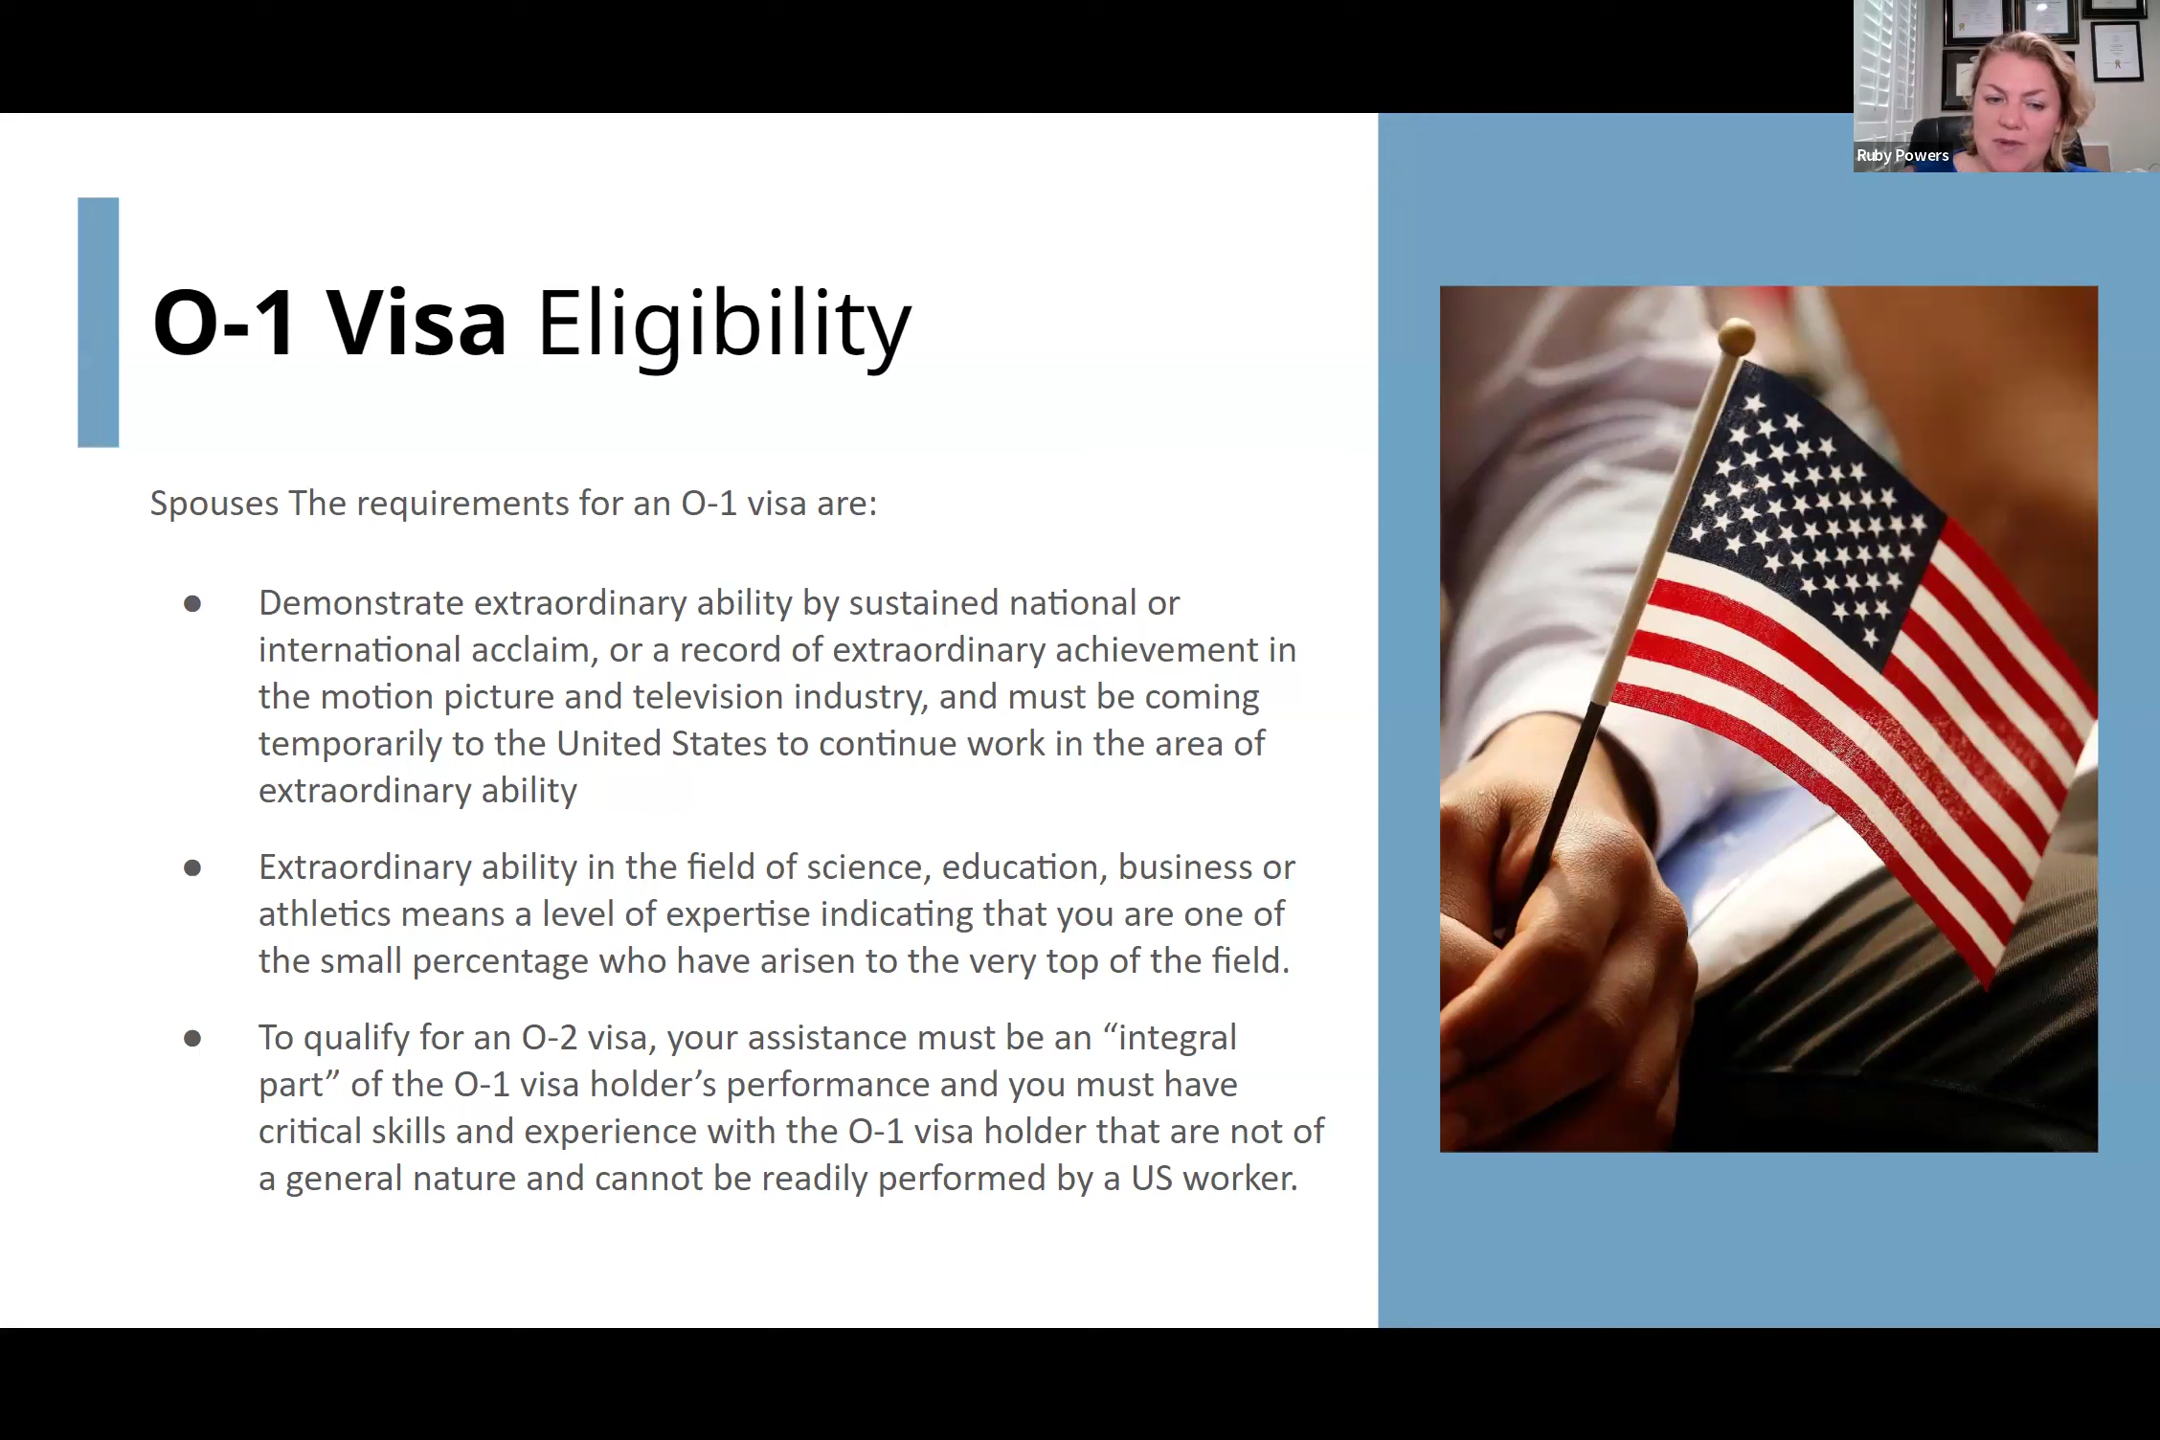 Ruby Powers
O-1 Visa Eligibility
Spouses The requirements for an O-1 visa are:
● Demonstrate extraordinary ability by sustained national or
international acclaim, or a record of extraordinary achievement in
the motion picture and television industry, and must be coming
temporarily to the United States to continue work in the area of
extraordinary ability
● Extraordinary ability in the field of science, education, business or
athletics means a level of expertise indicating that you are one of
the small percentage who have arisen to the very top of the field.
● To qualify for an O-2 visa, your assistance must be an “integral
part” of the O-1 visa holder’s performance and you must have
critical skills and experience with the O-1 visa holder that are not of
a general nature and cannot be readily performed by a US worker.